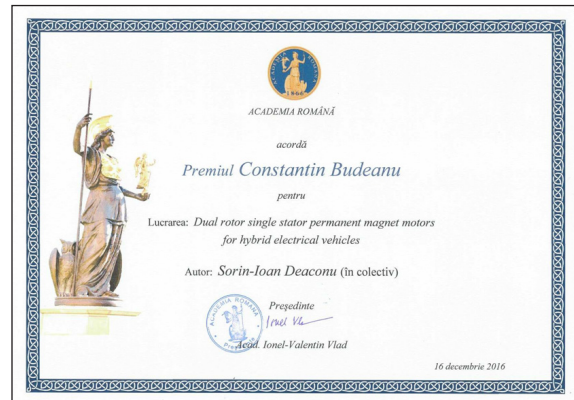 1866
ACADEMIA ROMÂNĂ
acordă
Premiul Constantin Budeanu
pentru
Lucrarea: Dual rotor single stator permanent magnet motors
for hybrid electrical vehicles
Autor: Sorin-Ioan Deaconu (în colectiv)
Președinte
Acad. Ionel-Valentin Vlad
16 decembrie 2016